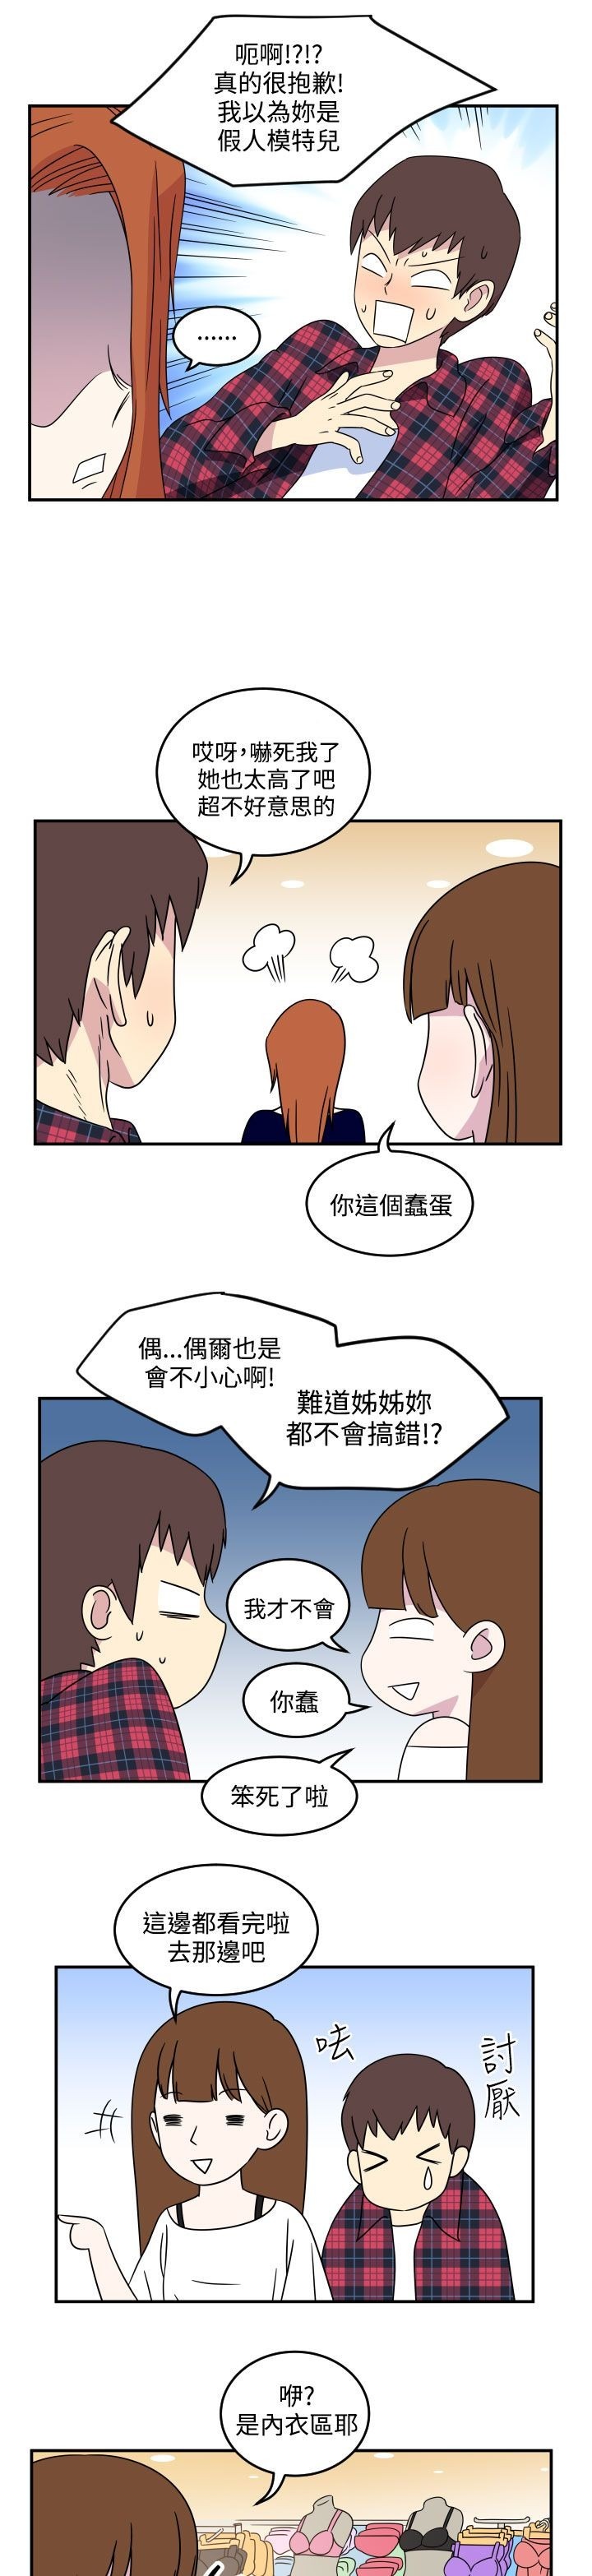 呃啊!?!?
真的很抱歉!
我以為妳是
假人模特兒
......
哎呀,嚇死我了
她也太高了吧
超不好意思的
你這個蠢蛋
偶...偶爾也是
會不小心啊!
難道姊姊妳
都不會搞錯!?
我才不會
你蠢
笨死了啦
這邊都看完啦
去那邊吧
呿
討厭
咿?
是內衣區耶